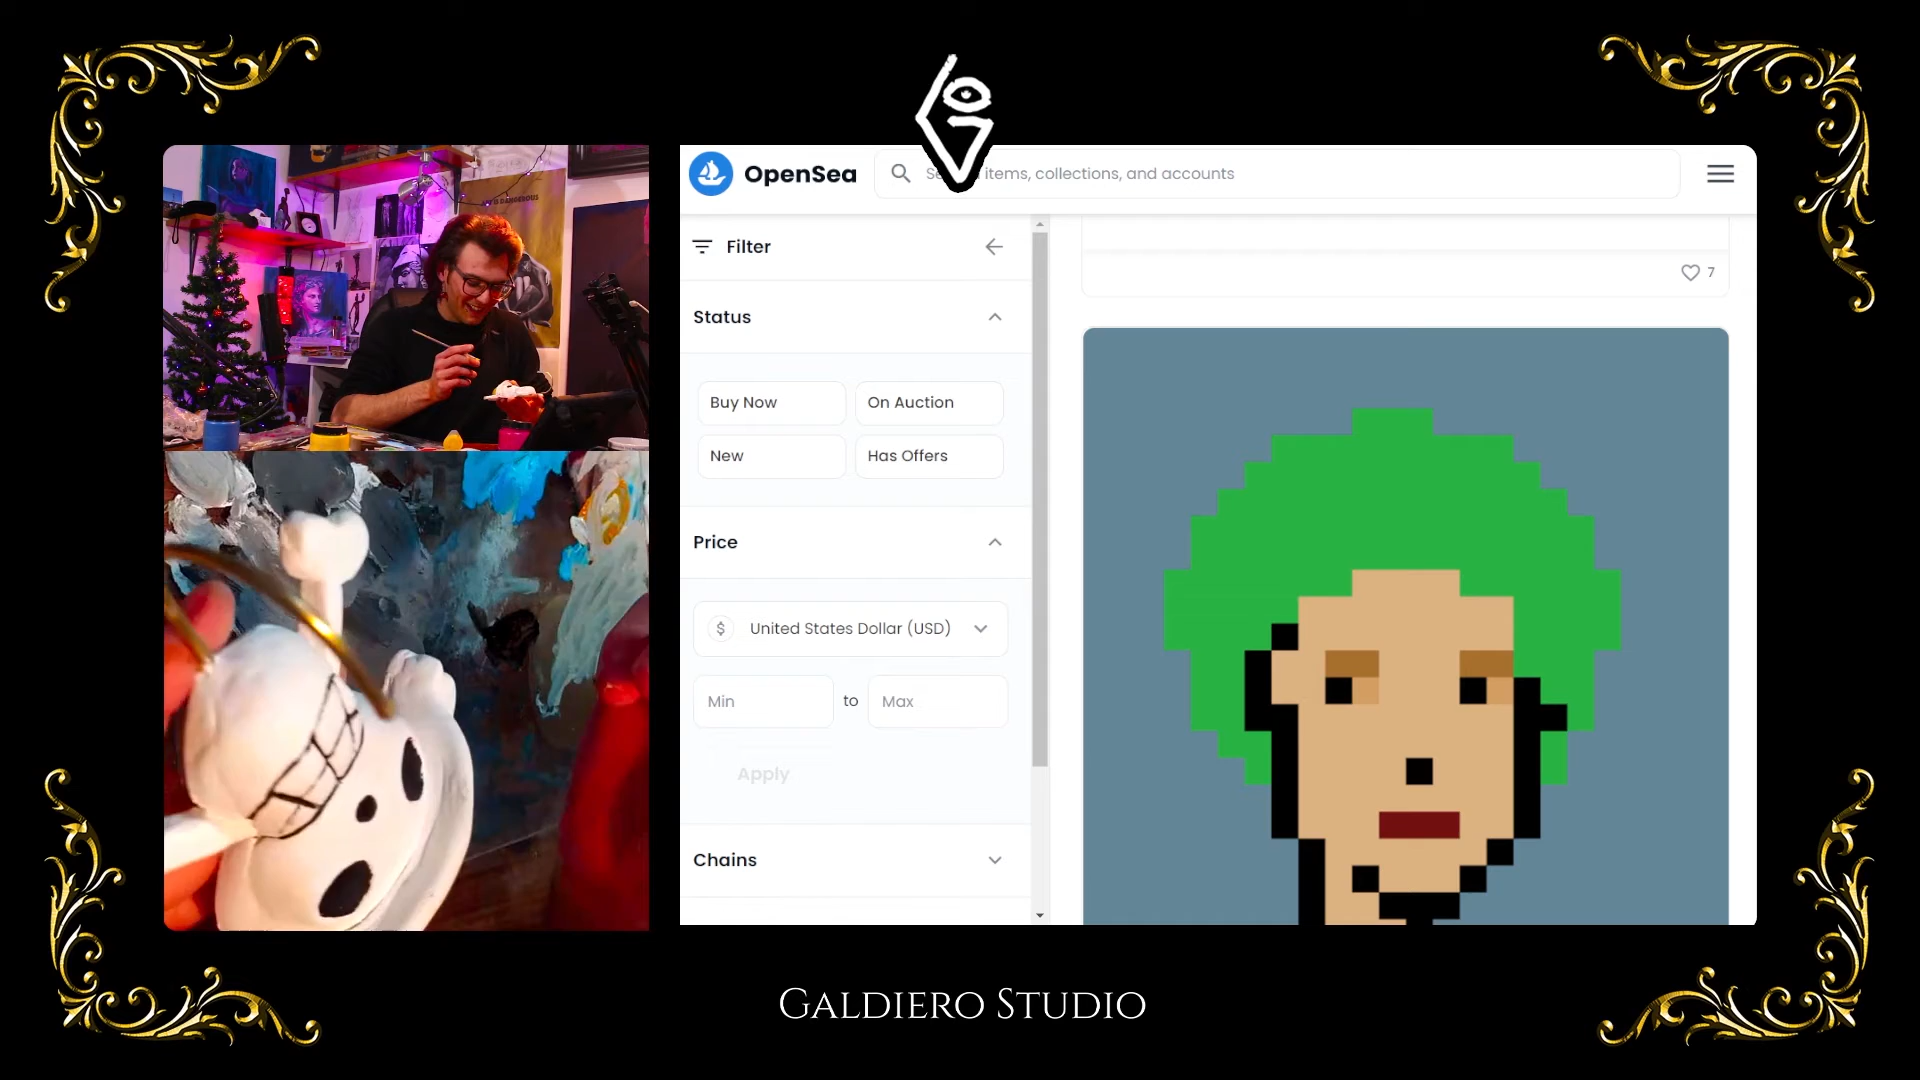 OpenSea
items, collections, and accounts
Filter
7
Status
Buy Now
On Auction
New
Has Offers
Price
$ United States Dollar (USD)
Min to Max
Apply
Chains
GALDIERO STUDIO